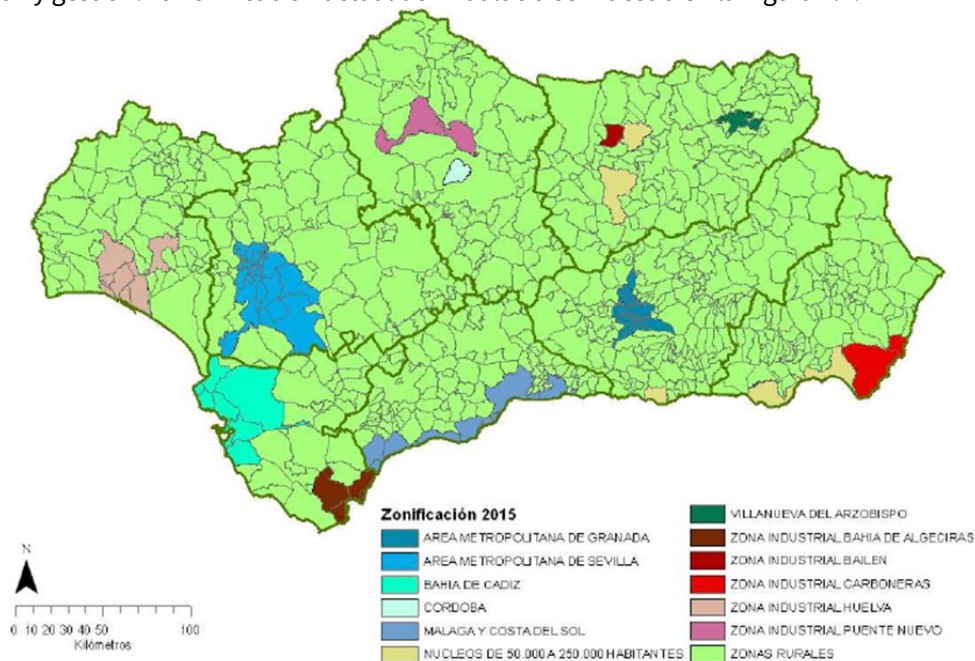 Zonificación 2015
AREA METROPOLITANA DE GRANADA
AREA METROPOLITANA DE SEVILLA
BAHIA DE CADIZ
CORDOBA
MALAGA Y COSTA DEL SOL
NUCLEOS DE 50.000 A 250.000 HABITANTES
VILLANUEVA DEL ARZOBISPO
ZONA INDUSTRIAL BAHIA DE ALGECIRAS
ZONA INDUSTRIAL BAILEN
ZONA INDUSTRIAL CARBONERAS
ZONA INDUSTRIAL HUELVA
ZONA INDUSTRIAL PUENTE NUEVO
ZONAS RURALES
N
0 10 20 30 40 50 100
Kilómetros